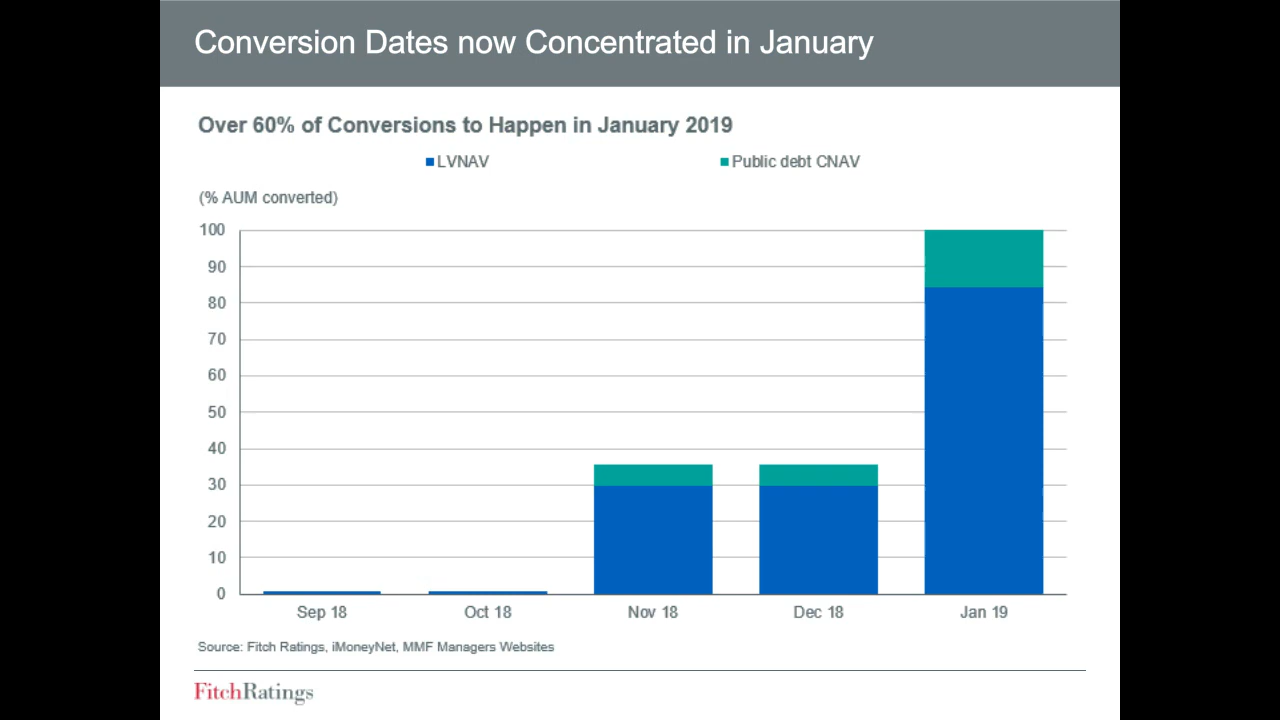 Conversion Dates now Concentrated in January
Over 60% of Conversions to Happen in January 2019
LVNAV
Public debt CNAV
(% AUM converted)
100
90
80
70
60
50
40
30
20
10
0
Sep 18
Oct 18
Nov 18
Dec 18
Jan 19
Source: Fitch Ratings, iMoneyNet, MMF Managers Websites
FitchRatings